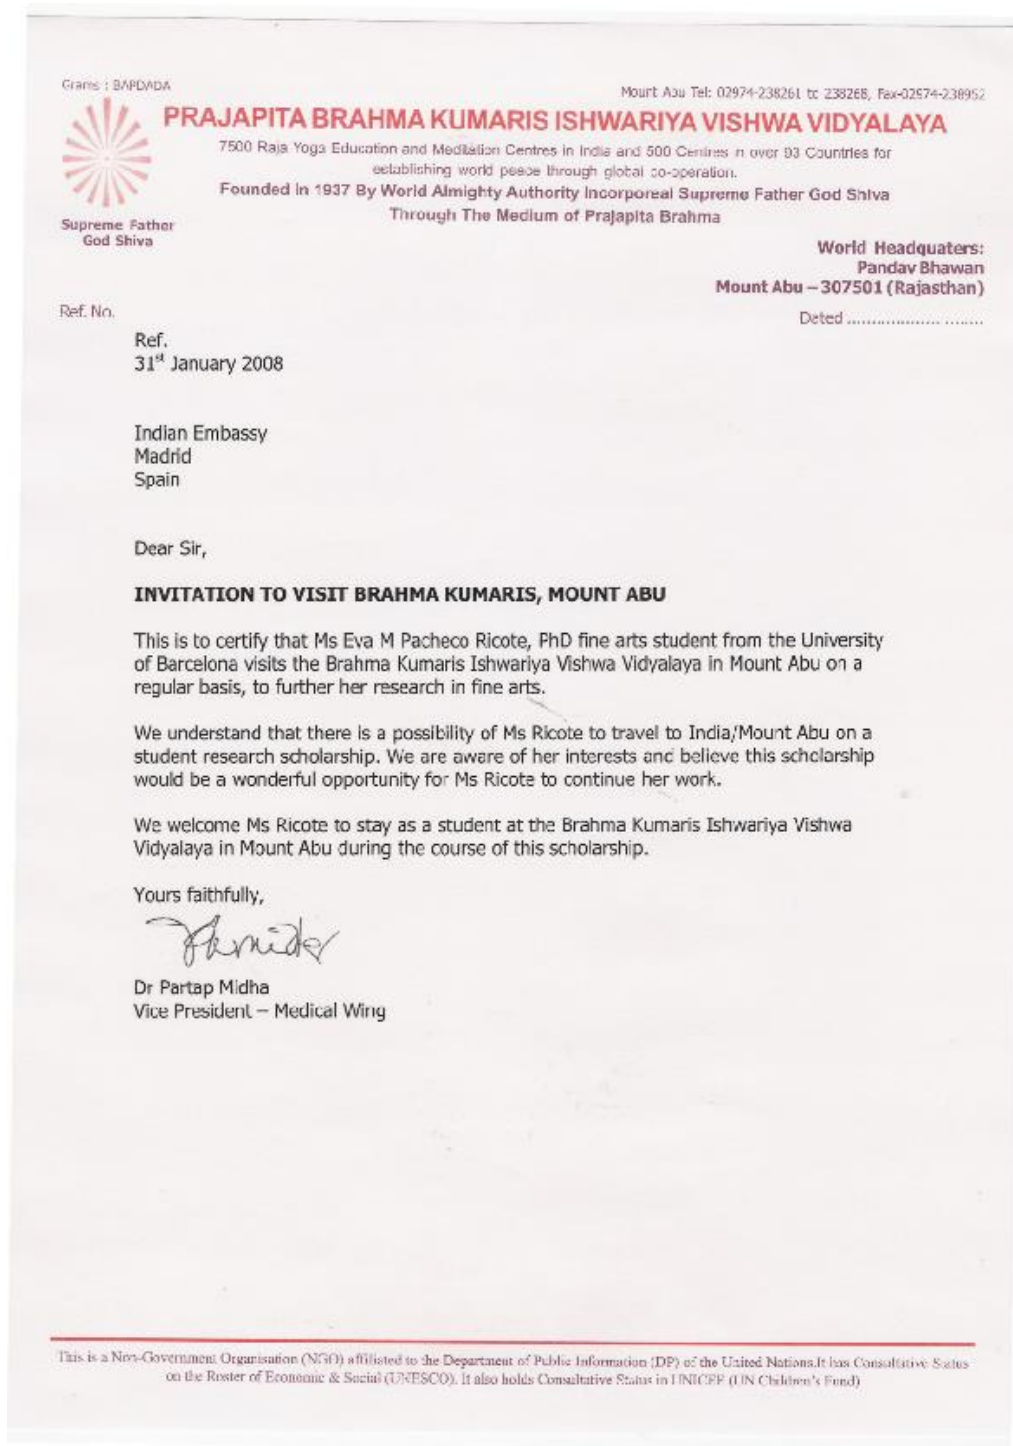 Grams : BAPDADA
Mount Abu Tel: 02974-238261 to 238268, Fax-02974-238952
PRAJAPITA BRAHMA KUMARIS ISHWARIYA VISHWA VIDYALAYA
7500 Raja Yoga Education and Meditation Centres in India and 500 Centres in over 93 Countries for
establishing world peace through global co-operation.
Founded in 1937 By World Almighty Authority Incorporeal Supreme Father God Shiva
Through The Medium of Prajapita Brahma
Supreme Father
God Shiva
World Headquaters:
Pandav Bhawan
Mount Abu – 307501 (Rajasthan)
Ref. No.
Dated ............................
Ref.
31st January 2008
Indian Embassy
Madrid
Spain
Dear Sir,
INVITATION TO VISIT BRAHMA KUMARIS, MOUNT ABU
This is to certify that Ms Eva M Pacheco Ricote, PhD fine arts student from the University
of Barcelona visits the Brahma Kumaris Ishwariya Vishwa Vidyalaya in Mount Abu on a
regular basis, to further her research in fine arts.
We understand that there is a possibility of Ms Ricote to travel to India/Mount Abu on a
student research scholarship. We are aware of her interests and believe this scholarship
would be a wonderful opportunity for Ms Ricote to continue her work.
We welcome Ms Ricote to stay as a student at the Brahma Kumaris Ishwariya Vishwa
Vidyalaya in Mount Abu during the course of this scholarship.
Yours faithfully,
Dr Partap Midha
Vice President – Medical Wing
This is a Non-Government Organisation (NGO) affiliated to the Department of Public Information (DP) of the United Nations.It has Consultative Status
on the Roster of Economic & Social (UNESCO). It also holds Consultative Status in UNICEF (UN Children's Fund)